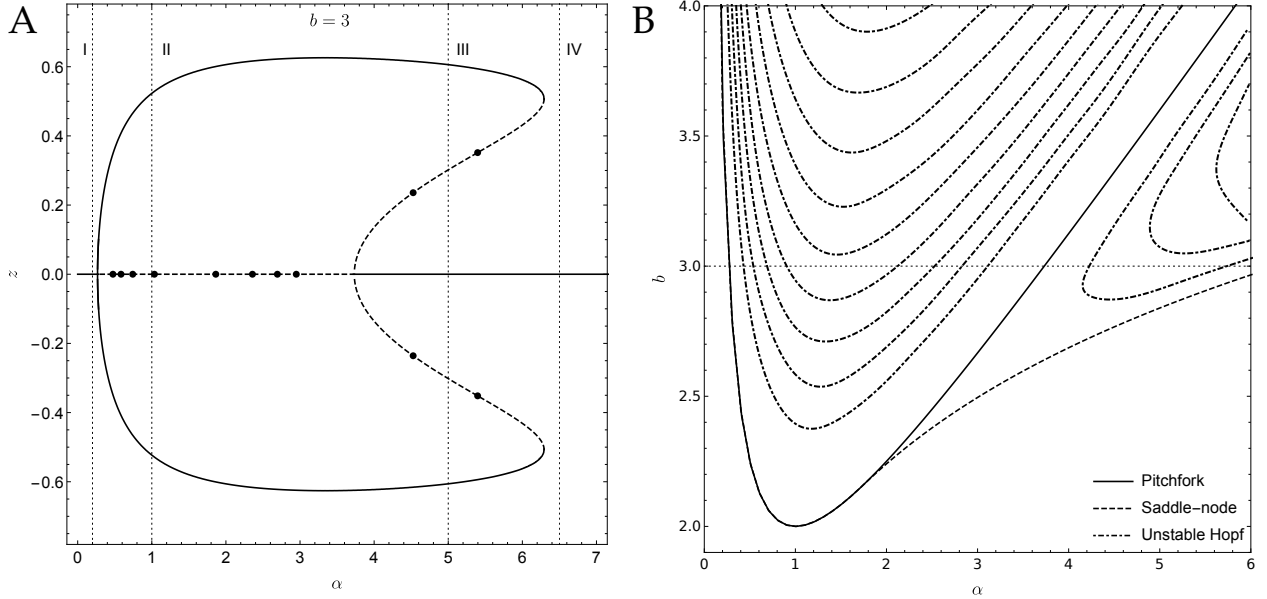 A
b = 3
I
II
III
IV
0.6
0.4
0.2
0.0
−0.2
−0.4
−0.6
z
0
1
2
3
4
5
6
7
α
B
4.0
3.5
3.0
2.5
2.0
b
Pitchfork
Saddle−node
Unstable Hopf
0
1
2
3
4
5
6
α